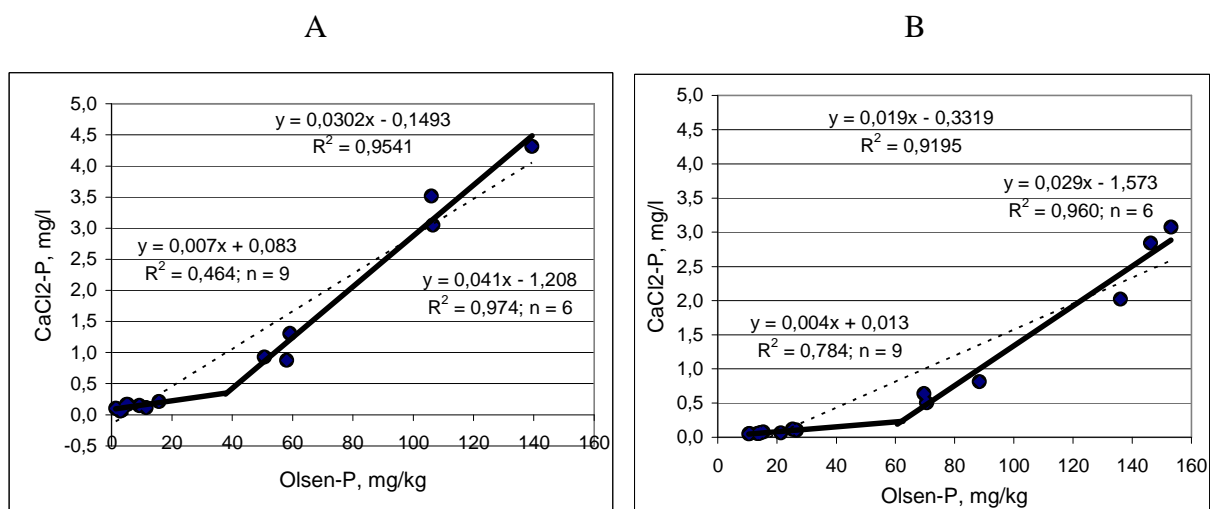 A
B
5,0
4,5
4,0
3,5
3,0
2,5
2,0
1,5
1,0
0,5
0,0
-0,5
CaCl2-P, mg/l
y = 0,0302x - 0,1493
R² = 0,9541
y = 0,007x + 0,083
R² = 0,464; n = 9
y = 0,041x - 1,208
R² = 0,974; n = 6
0 20 40 60 80 100 120 140 160
Olsen-P, mg/kg
5,0
4,5
4,0
3,5
3,0
2,5
2,0
1,5
1,0
0,5
0,0
CaCl2-P, mg/l
y = 0,019x - 0,3319
R² = 0,9195
y = 0,029x - 1,573
R² = 0,960; n = 6
y = 0,004x + 0,013
R² = 0,784; n = 9
0 20 40 60 80 100 120 140 160
Olsen-P, mg/kg